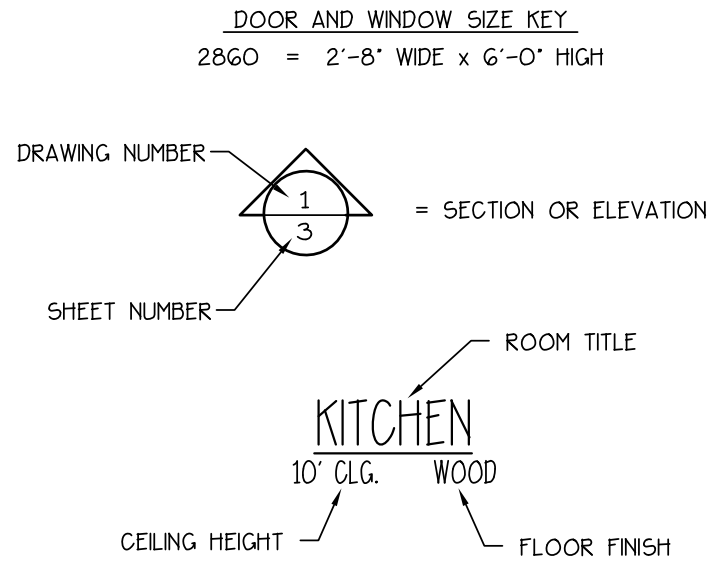 DOOR AND WINDOW SIZE KEY
2860 = 2'-8" WIDE x 6'-0" HIGH
DRAWING NUMBER
1
3
= SECTION OR ELEVATION
SHEET NUMBER
ROOM TITLE
KITCHEN
10' CLG. WOOD
CEILING HEIGHT
FLOOR FINISH